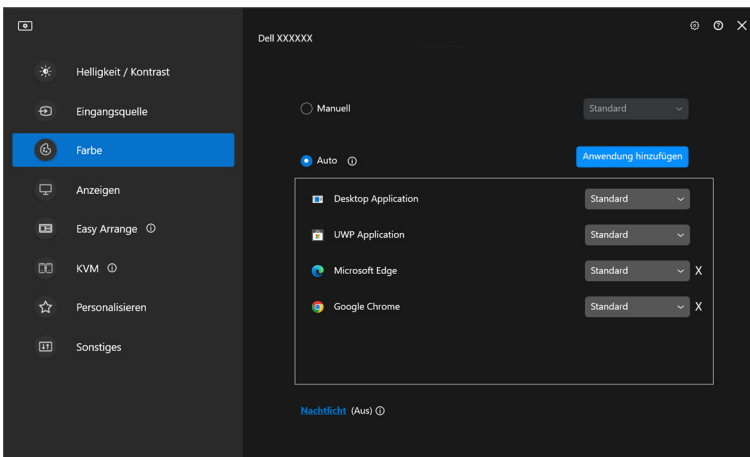 Dell XXXXXX
Helligkeit / Kontrast
Eingangsquelle
Farbe
Anzeigen
Easy Arrange
KVM
Personalisieren
Sonstiges
Manuell
Standard
Auto
Anwendung hinzufügen
Desktop Application
Standard
UWP Application
Standard
Microsoft Edge
Standard
X
Google Chrome
Standard
X
Nachtlicht (Aus)